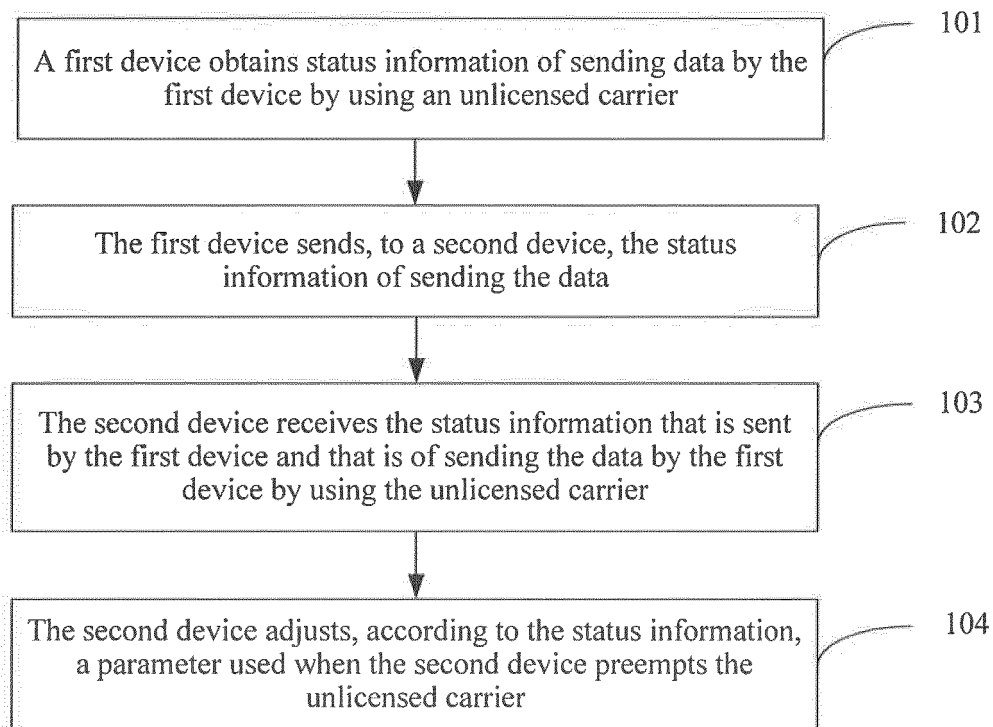 101
A first device obtains status information of sending data by the
first device by using an unlicensed carrier
102
The first device sends, to a second device, the status
information of sending the data
103
The second device receives the status information that is sent
by the first device and that is of sending the data by the first
device by using the unlicensed carrier
104
The second device adjusts, according to the status information,
a parameter used when the second device preempts the
unlicensed carrier